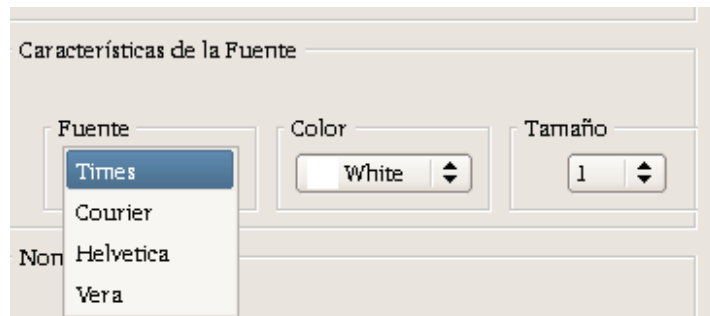 Características de la Fuente
Fuente Color Tamaño
Times White 1
Courier
Helvetica
Vera